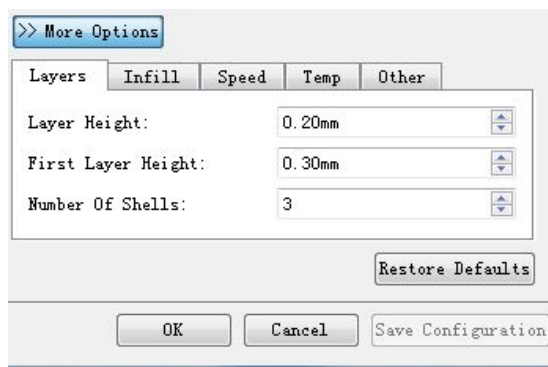 >> More Options
Layers Infill Speed Temp Other
Layer Height: 0.20mm
First Layer Height: 0.30mm
Number Of Shells: 3
Restore Defaults
OK Cancel Save Configuration